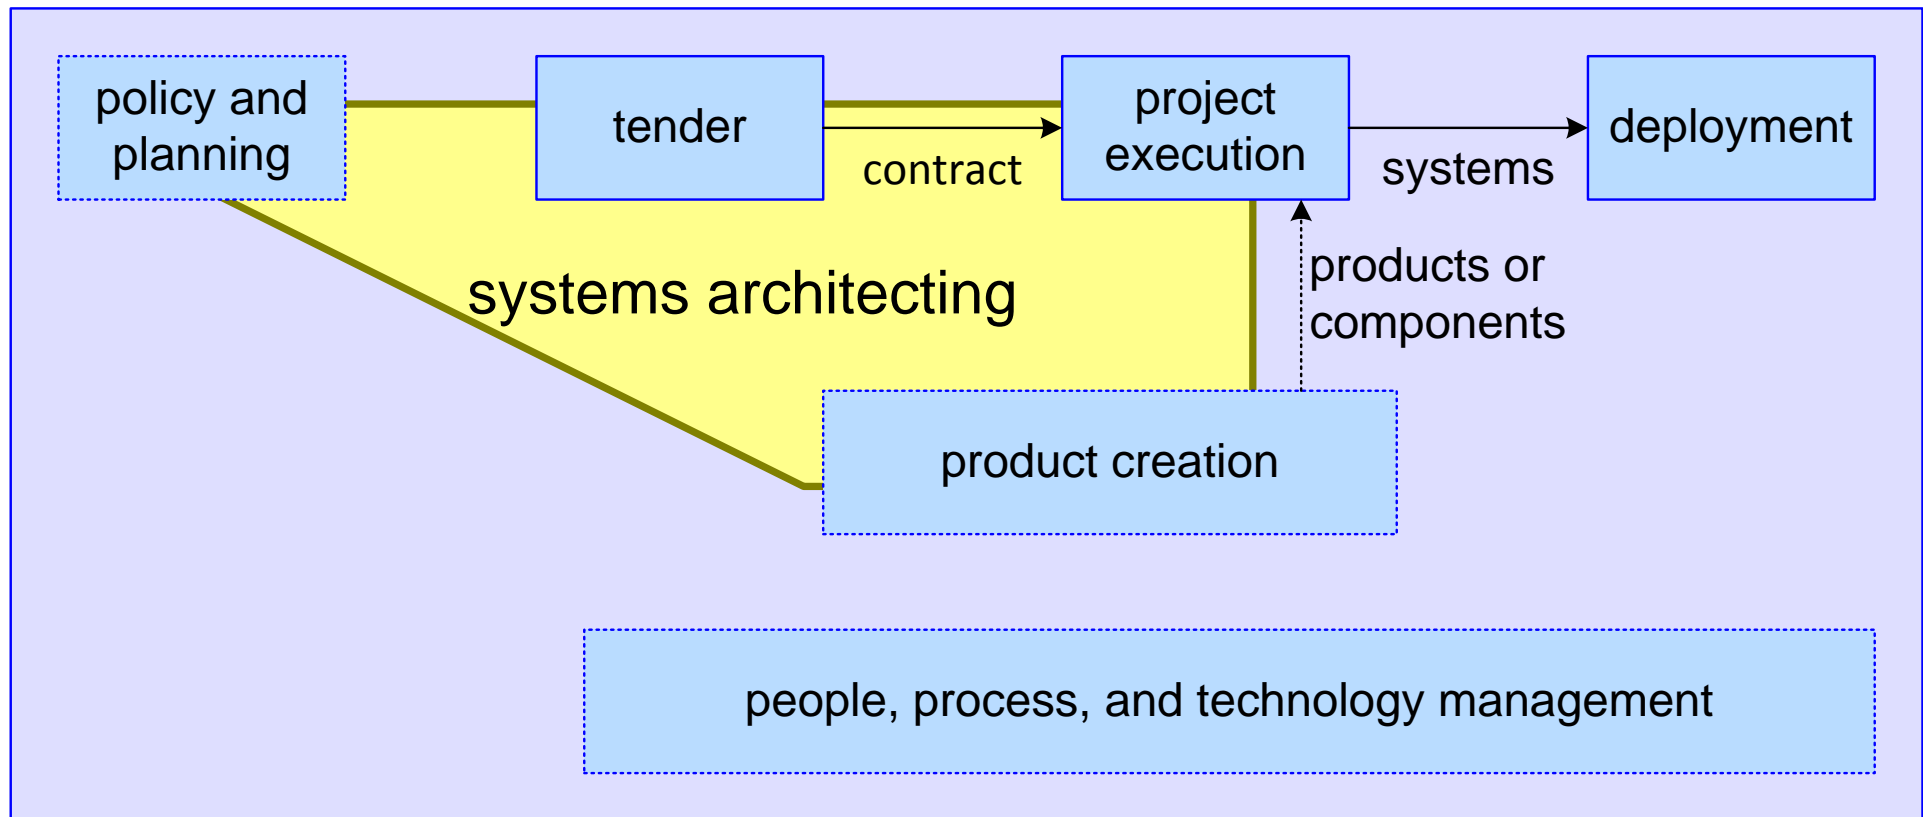 policy and
planning
tender
contract
project
execution
systems
deployment
systems architecting
products or
components
product creation
people, process, and technology management